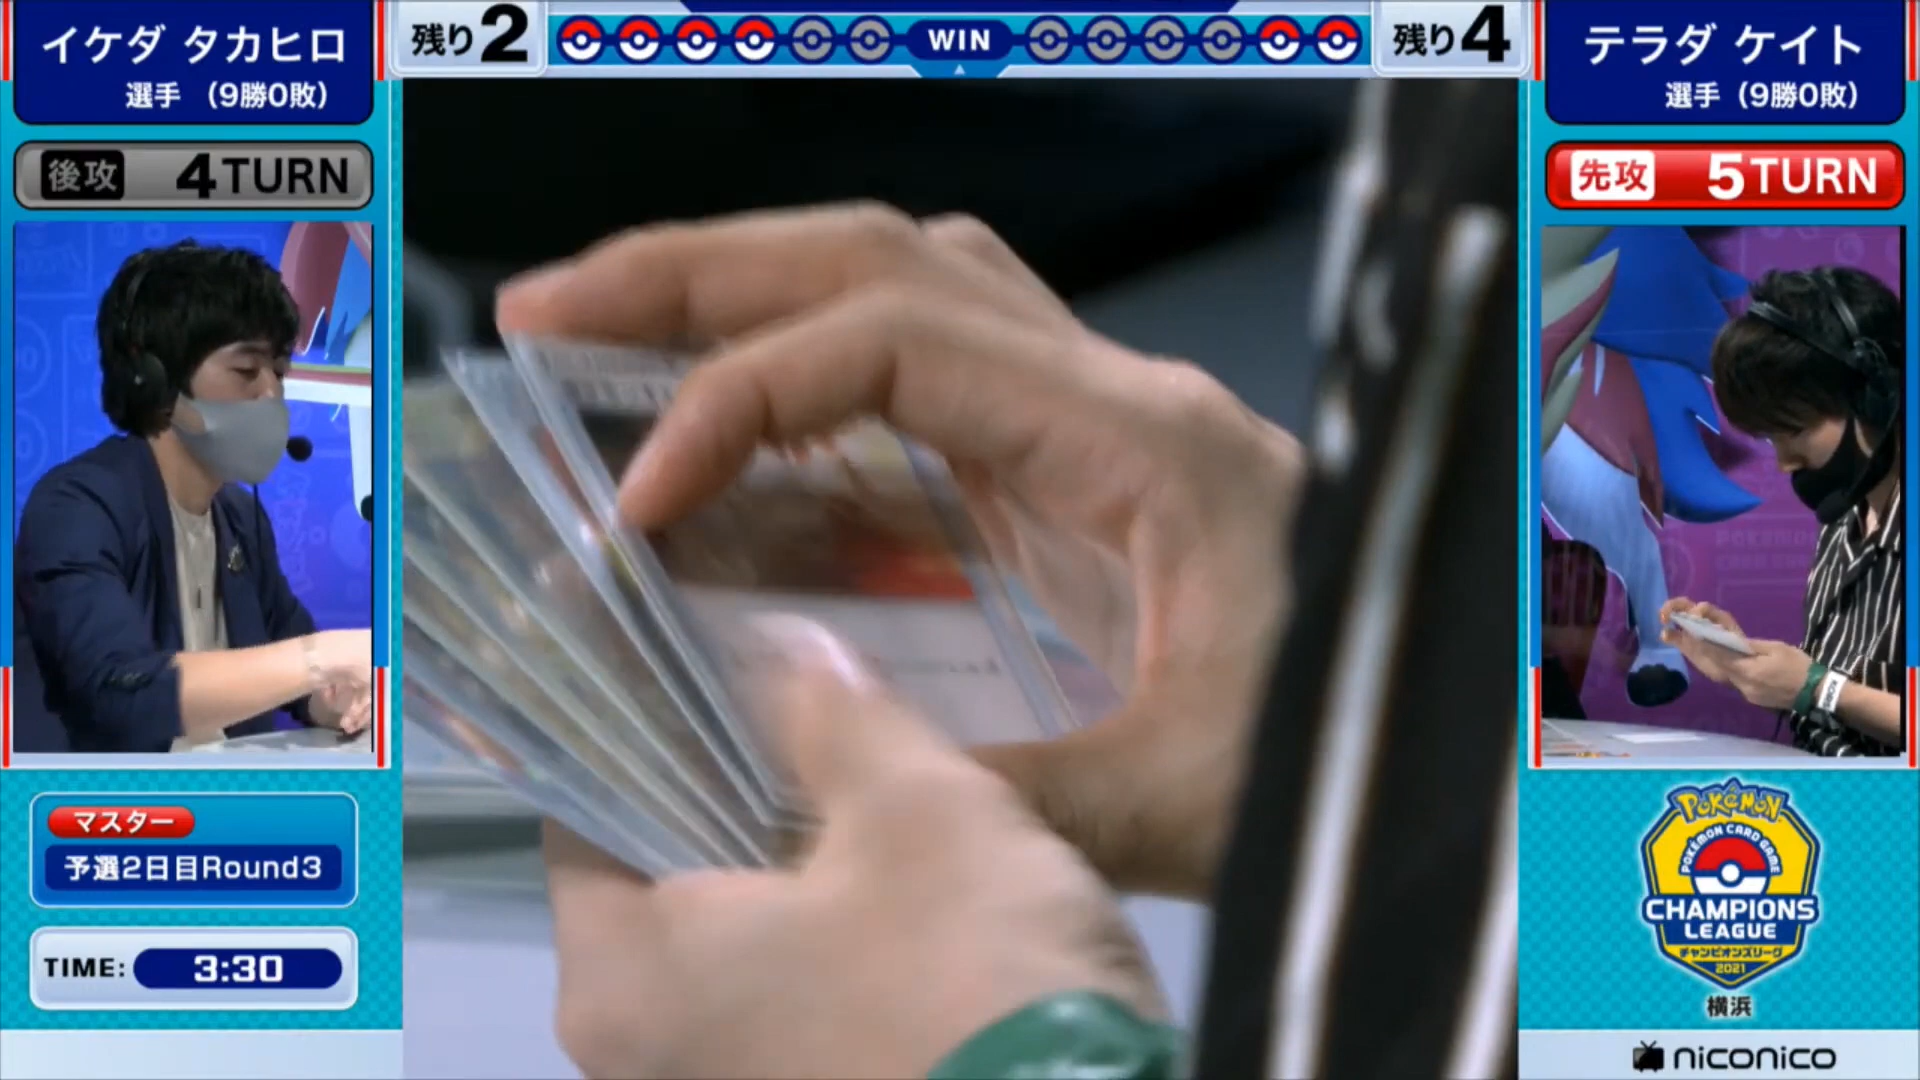 イケダ タカヒロ
選手 (9勝0敗)
残り2
WIN
残り4
テラダ ケイト
選手 (9勝0敗)
後攻 4TURN
先攻 5TURN
マスター
予選2日目Round3
TIME: 3:30
POKÉMON
POKÉMON CARD GAME
CHAMPIONS
LEAGUE
チャンピオンズリーグ
2021
横浜
niconico